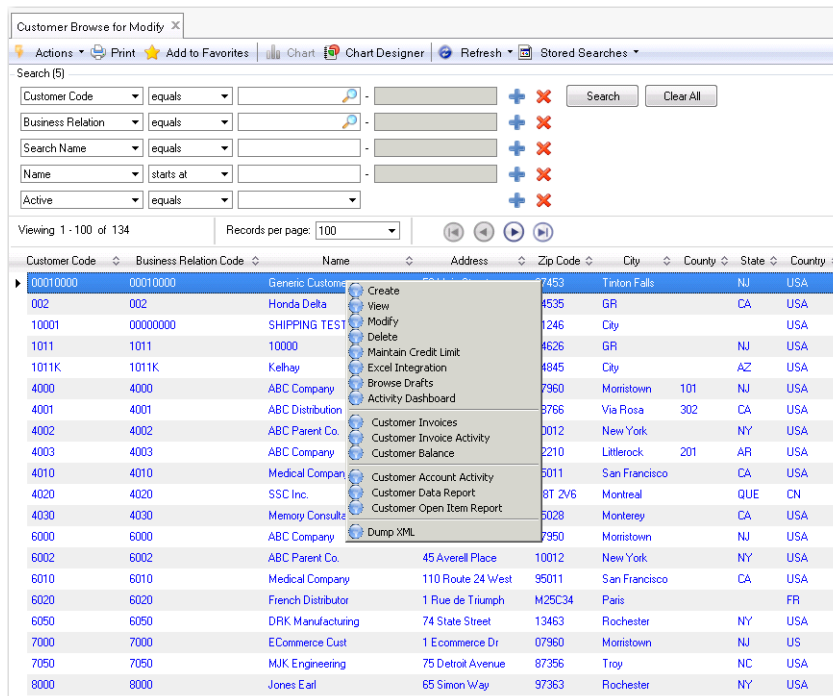 Customer Browse for Modify
Actions Print Add to Favorites Chart Chart Designer Refresh Stored Searches
Search (5)
Customer Code equals - Search Clear All
Business Relation equals -
Search Name equals -
Name starts at -
Active equals
Viewing 1 - 100 of 134 Records per page: 100
Customer Code Business Relation Code Name Address Zip Code City County State Country
00010000 00010000 Generic Tinton Falls NJ USA
002 002 Honda Delta 4535 GR CA USA
10001 00000000 SHIPPING TEST 1246 City USA
1011 1011 10000 4626 GR NJ USA
1011K 1011K Kelhay 4845 City AZ USA
4000 4000 ABC Company 7960 Morristown 101 NJ USA
4001 4001 ABC Distribution 8766 Via Rosa 302 CA USA
4002 4002 ABC Parent Co. 0012 New York NY USA
4003 4003 ABC Company 2210 Littlerock 201 AR USA
4010 4010 Medical 5011 San Francisco CA USA
4020 4020 SSC Inc. 2V6 Montreal QUE CN
4030 4030 Memory 5028 Monterey CA USA
6000 6000 ABC Company 7950 Morristown NJ USA
6002 6002 ABC Parent Co. 45 Averell Place 10012 New York NY USA
6010 6010 Medical Company 110 Route 24 West 95011 San Francisco CA USA
6020 6020 French Distributor 1 Rue de Triumph M25C34 Paris FR
6050 6050 DRK Manufacturing 74 State Street 13463 Rochester NY USA
7000 7000 ECommerce Cust 1 Ecommerce Dr 07960 Morristown NJ US
7050 7050 MJK Engineering 75 Detroit Avenue 87356 Troy NC USA
8000 8000 Jones Earl 65 Simon Way 97363 Rochester NY USA
Create
View
Modify
Delete
Maintain Credit Limit
Excel Integration
Browse Drafts
Activity Dashboard
Customer Invoices
Customer Invoice Activity
Customer Balance
Customer Account Activity
Customer Data Report
Customer Open Item Report
Dump XML